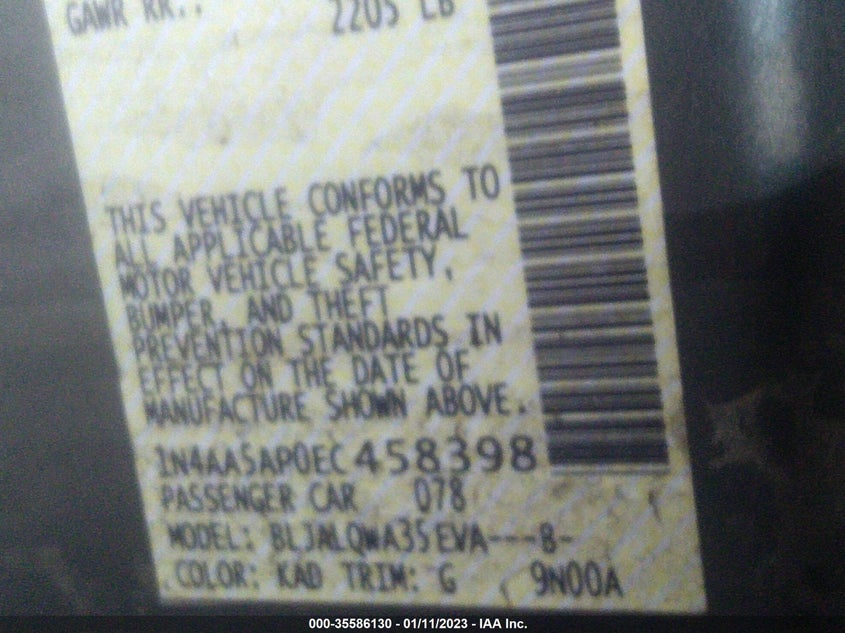 GAWR RR.: 2205 LB
THIS VEHICLE CONFORMS TO
ALL APPLICABLE FEDERAL
MOTOR VEHICLE SAFETY,
BUMPER, AND THEFT
PREVENTION STANDARDS IN
EFFECT ON THE DATE OF
MANUFACTURE SHOWN ABOVE.
1N4AA5AP0EC458398
PASSENGER CAR 078
MODEL: BLJALQWA35EVA---B-
COLOR: KAD TRIM: G 9N00A
000-35586130 - 01/11/2023 - IAA Inc.